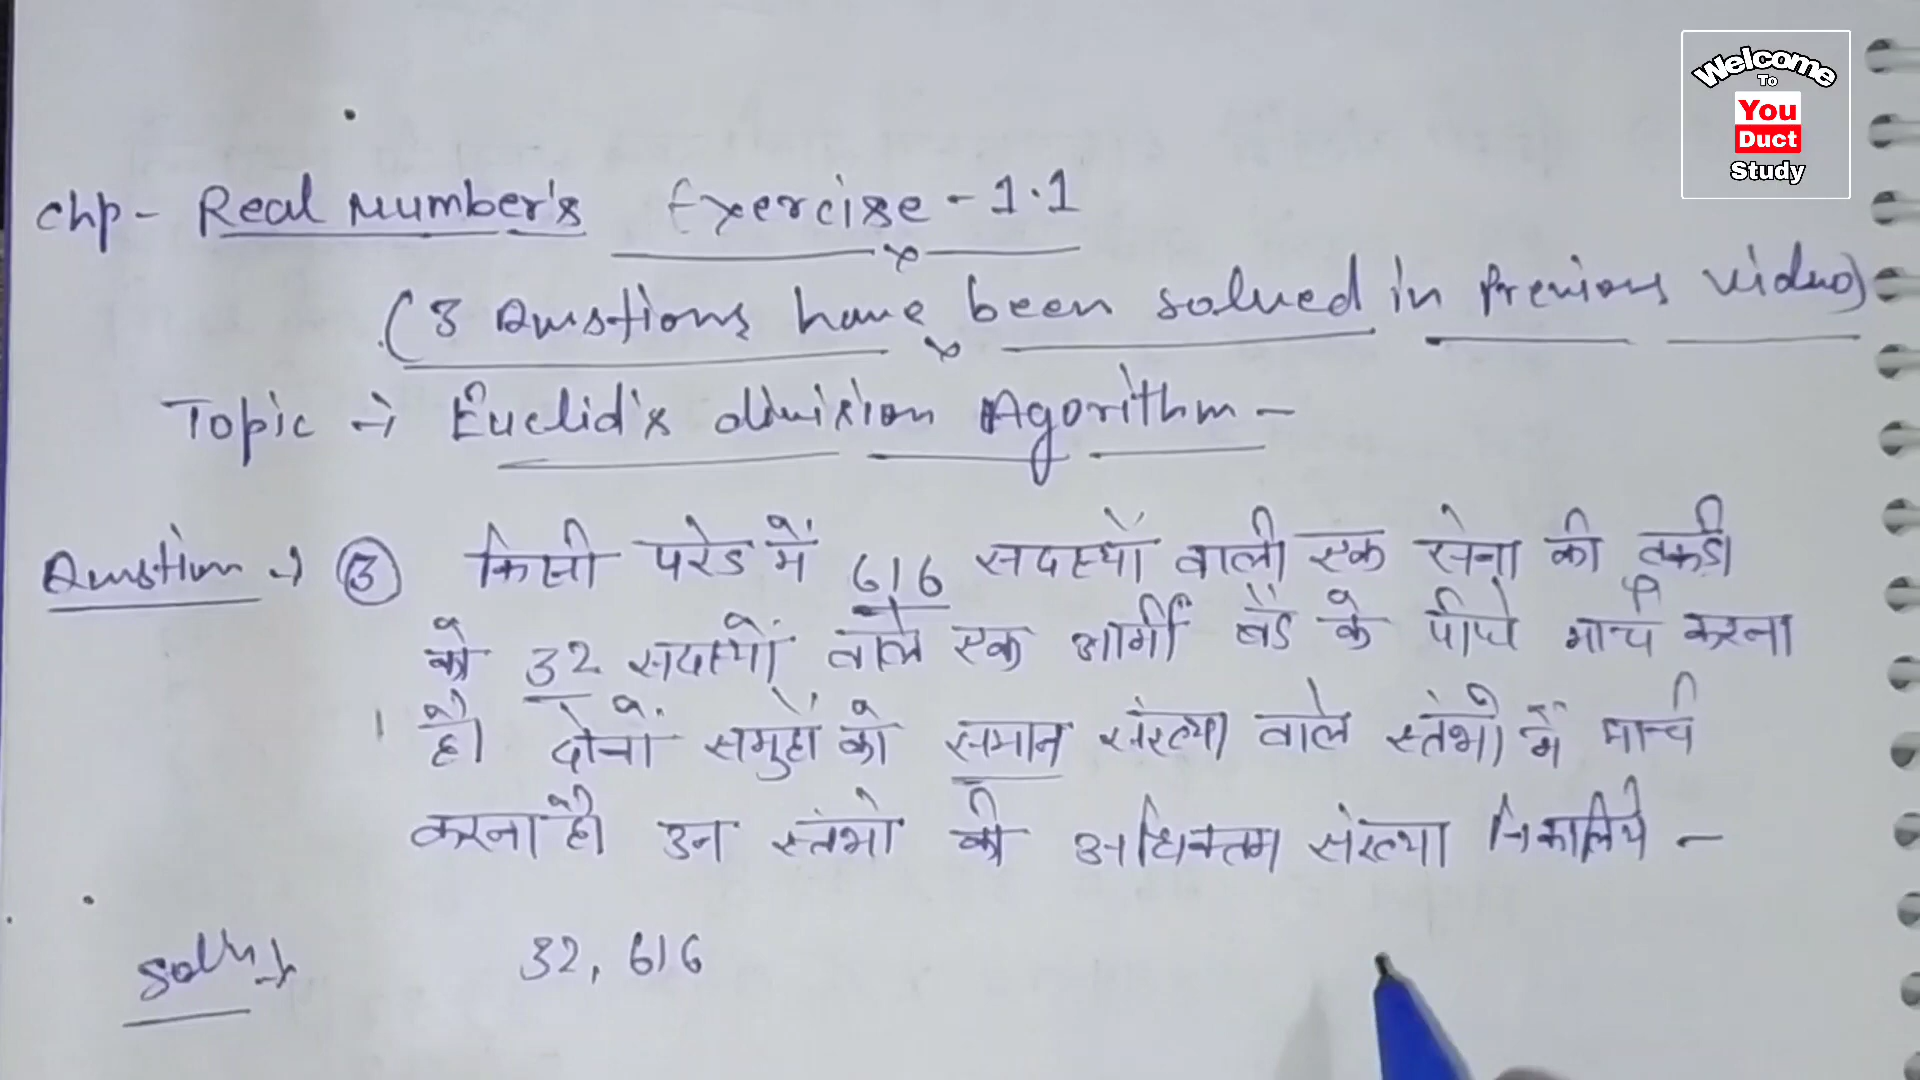 Welcome
To
You
Duct
Study
Chp - Real Number's Exercise - 1.1
(3 Questions have been solved in Previous video)
Topic → Euclid's division Agorithm -
Question → ③ किसी परेड में 616 सदस्यों वाली एक सेना की टुकड़ी
को 32 सदस्यों वाले एक आर्मी बैंड के पीछे मार्च करना
है। दोनों समुहों को समान संख्या वाले स्तंभों में मार्च
करना है। उन स्तंभो की अधिकतम संख्या निकालिये -
Soln → 32, 616